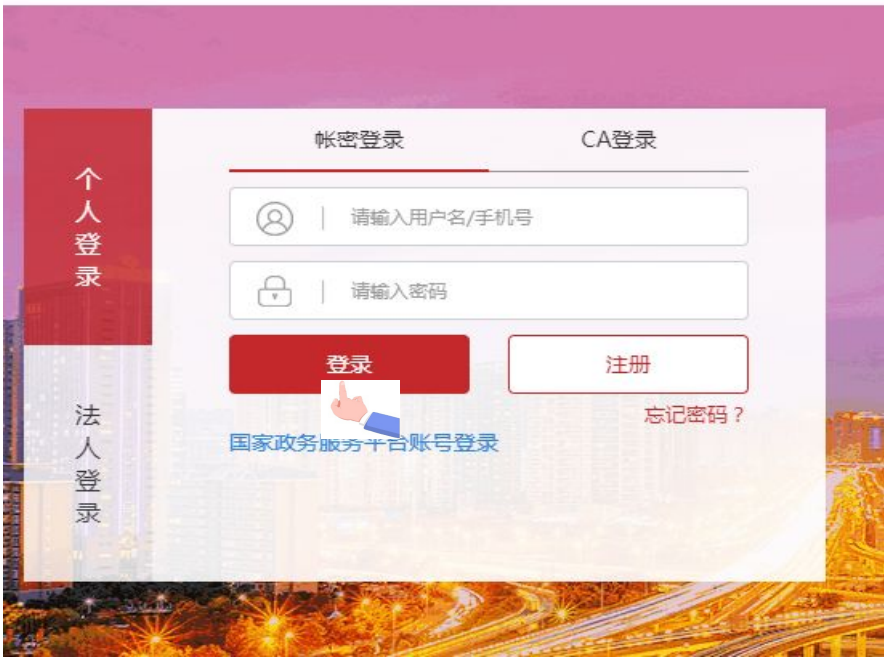 个人登录
法人登录
帐密登录
CA登录
请输入用户名/手机号
请输入密码
登录
注册
忘记密码？
国家政务服务平台账号登录